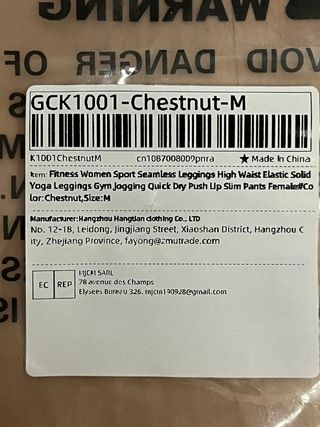 WARNING
VOID DANGER OF
GCK1001-Chestnut-M
K1001ChestnutM cn1087008009pnra ★ Made In China
Item: Fitness Women Sport Seamless Leggings High Waist Elastic Solid
Yoga Leggings Gym Jogging Quick Dry Push Up Slim Pants Female#Co
lor:Chestnut,Size:M
Manufacturer:Hangzhou Hangtian clothing Co., LTD
No. 12-18, Leidong, Jingjiang Street, Xiaoshan District, Hangzhou C
ity, Zhejiang Province, fayong@zmutrade.com
EC REP
MJCM SARL
78 avenue des Champs
Elysees Bureau 326. mjcm190928@gmail.com